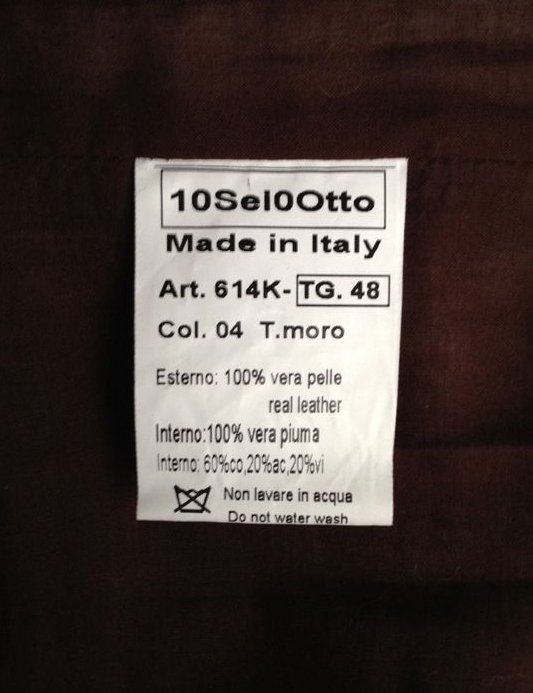 10Sel0Otto
Made in Italy
Art. 614K- TG. 48
Col. 04 T.moro
Esterno: 100% vera pelle
real leather
Interno:100% vera piuma
Interno: 60%co,20%ac,20%vi
Non lavare in acqua
Do not water wash